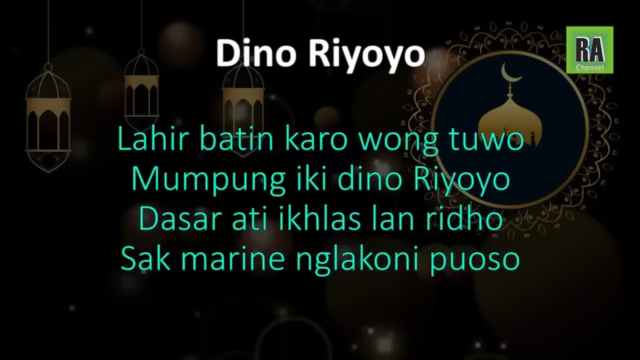 Dino Riyoyo
RA
Channel
Lahir batin karo wong tuwo
Mumpung iki dino Riyoyo
Dasar ati ikhlas lan ridho
Sak marine nglakoni puoso